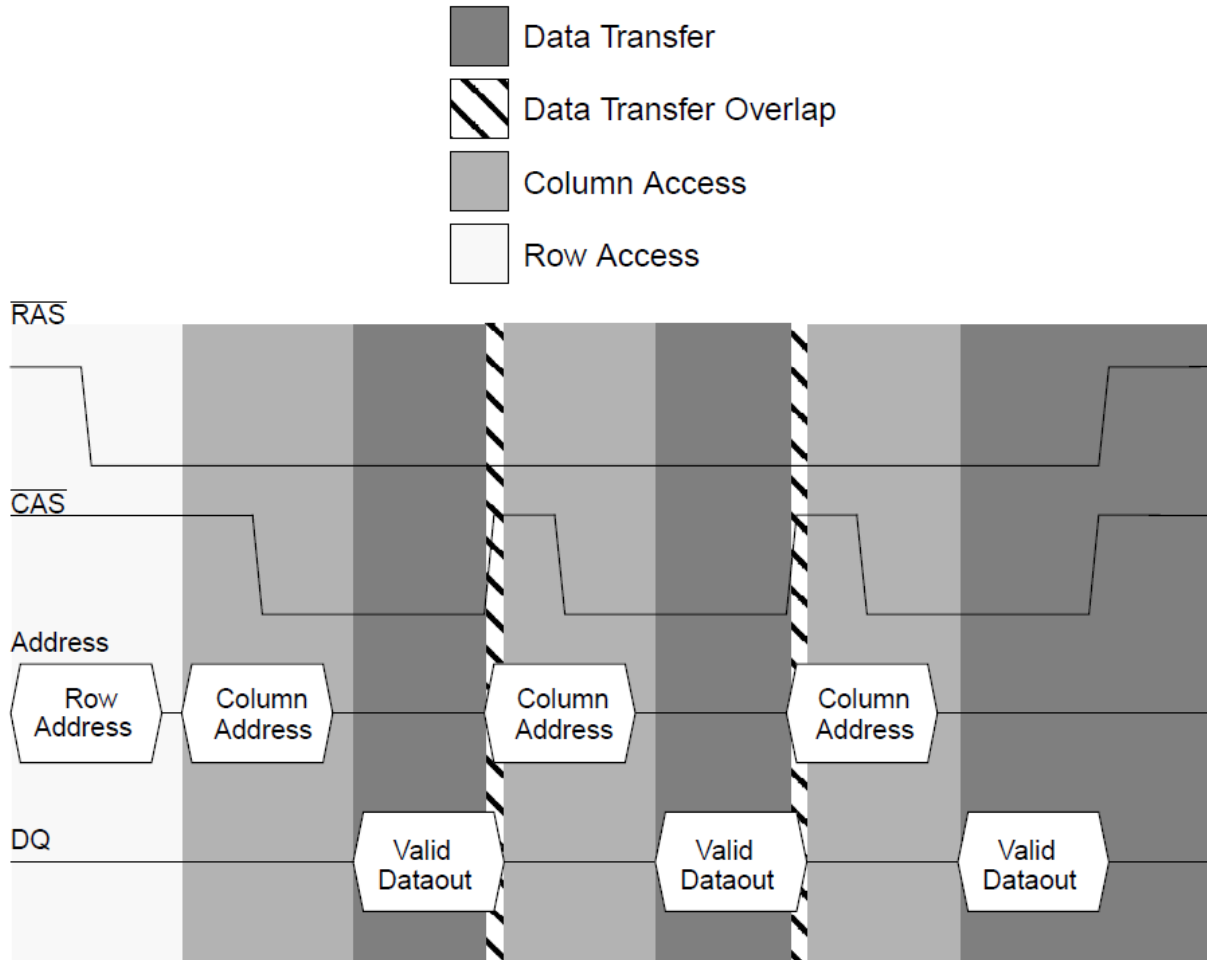 Data Transfer
Data Transfer Overlap
Column Access
Row Access
RAS
CAS
Address
Row
Address
Column
Address
Column
Address
Column
Address
DQ
Valid
Dataout
Valid
Dataout
Valid
Dataout